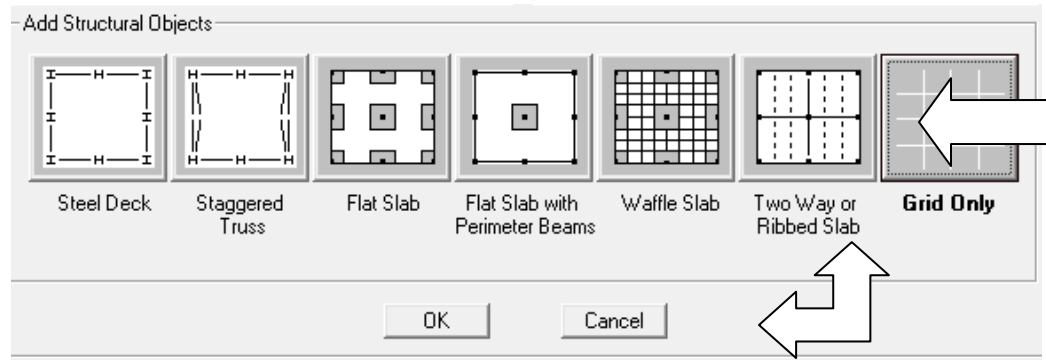 Add Structural Objects
Steel Deck
Staggered
Truss
Flat Slab
Flat Slab with
Perimeter Beams
Waffle Slab
Two Way or
Ribbed Slab
Grid Only
OK
Cancel